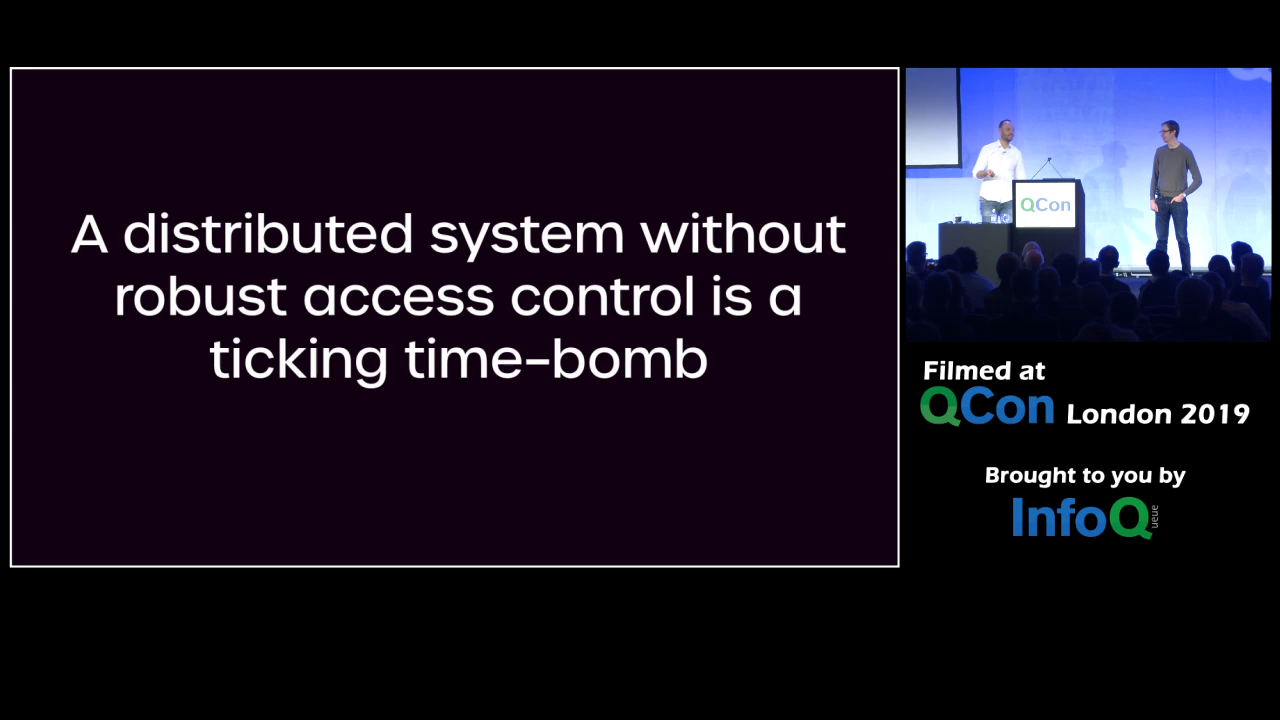 A distributed system without
robust access control is a
ticking time-bomb
QCon
Filmed at
QCon London 2019
Brought to you by
InfoQ
ueue